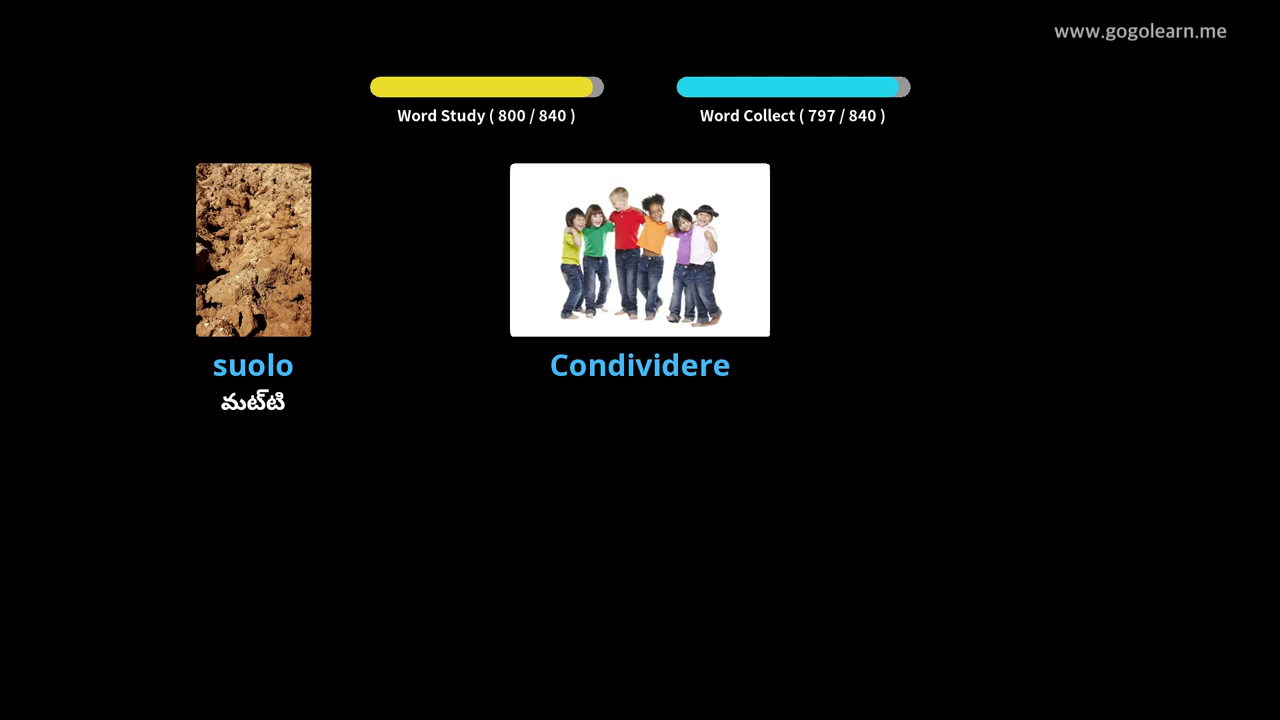 www.gogolearn.me
Word Study ( 800 / 840 )
Word Collect ( 797 / 840 )
suolo
Condividere
మట్టి